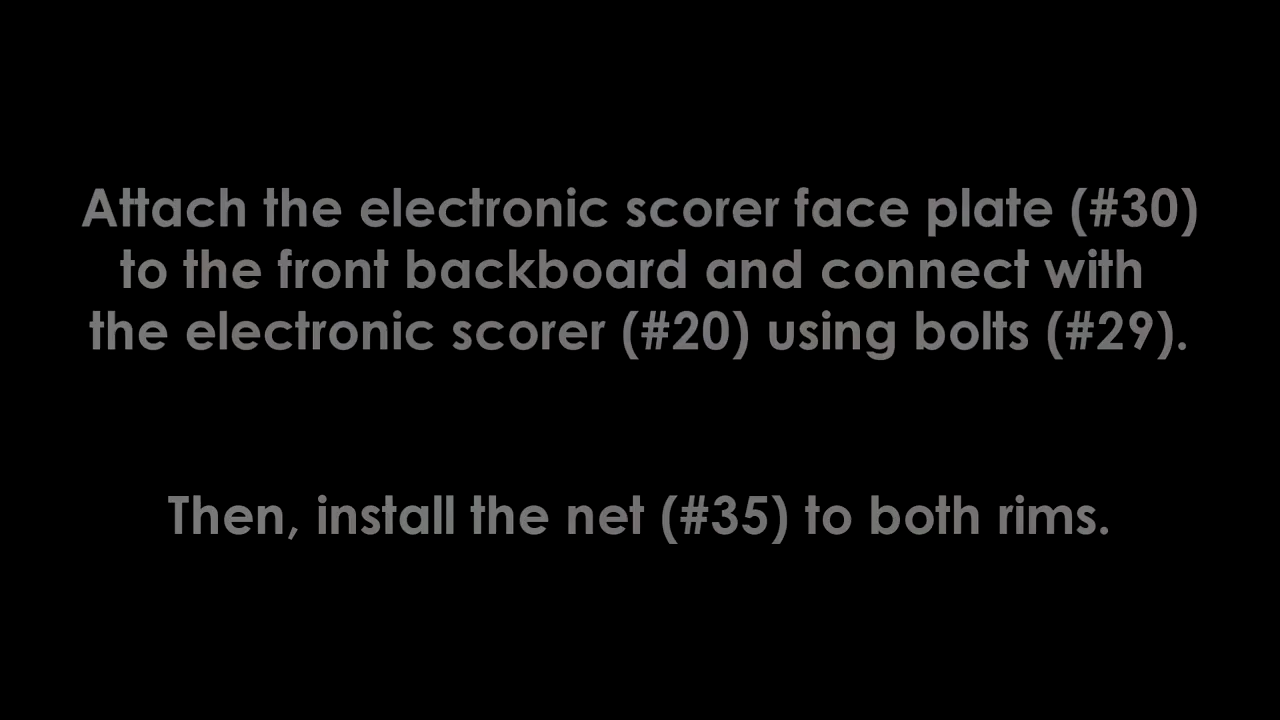 Attach the electronic scorer face plate (#30)
to the front backboard and connect with
the electronic scorer (#20) using bolts (#29).
Then, install the net (#35) to both rims.